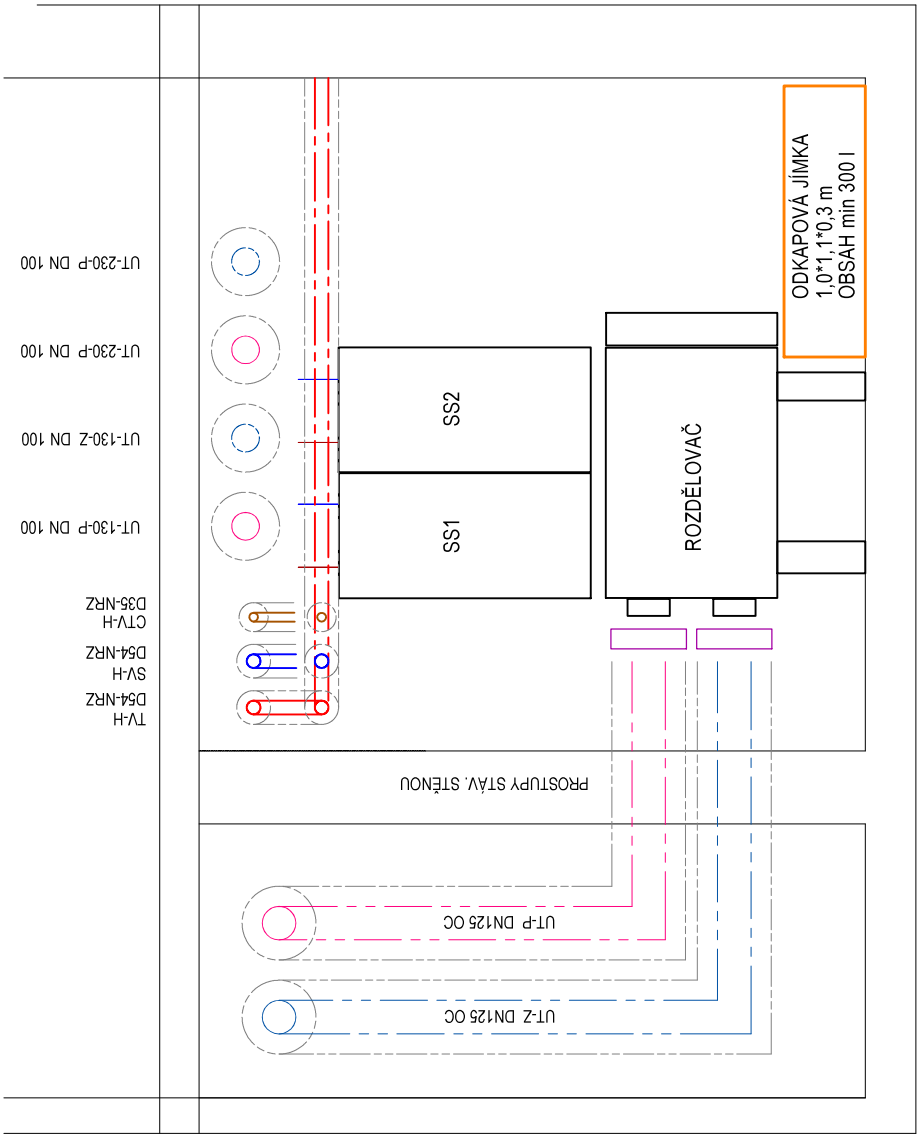 ODKAPOVÁ JÍMKA
1,0*1,1*0,3 m
OBSAH min 300 l
UT-230-P DN 100
UT-230-P DN 100
UT-130-Z DN 100
UT-130-P DN 100
SS2
SS1
ROZDĚLOVAČ
CTV-H
D35-NRZ
SV-H
D54-NRZ
TV-H
D54-NRZ
PROSTUPY STÁV. STĚNOU
UT-P DN125 OC
UT-Z DN125 OC